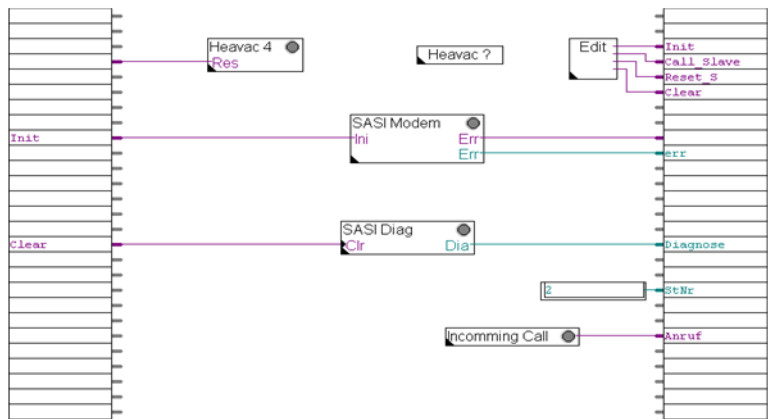 Heavac 4
Res
Heavac ?
Edit
Init
Call_Slave
Reset_S
Clear
Init
SASI Modem
Ini
Err
Err
err
Clear
SASI Diag
Clr
Dia
Diagnose
2
StNr
Incomming Call
Anruf